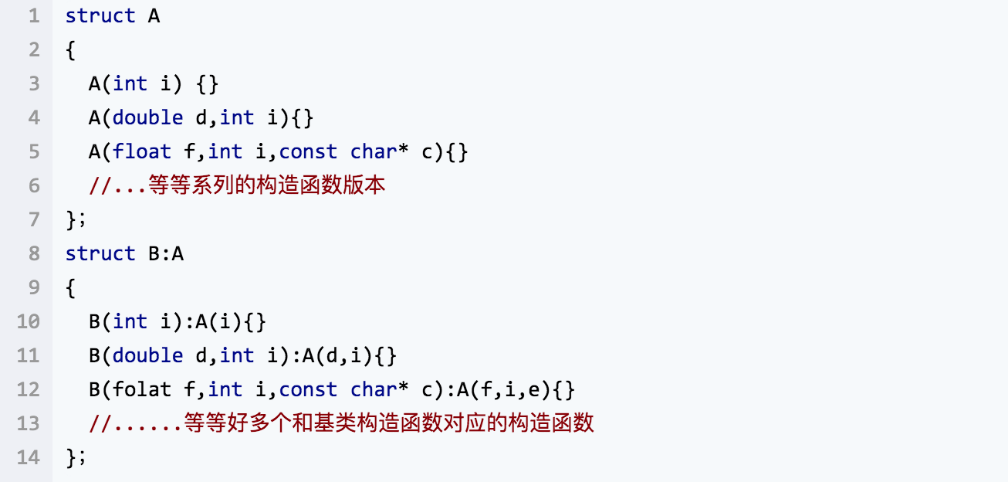 1 struct A
2 {
3   A(int i) {}
4   A(double d,int i){}
5   A(float f,int i,const char* c){}
6   //...等等系列的构造函数版本
7 };
8 struct B:A
9 {
10   B(int i):A(i){}
11   B(double d,int i):A(d,i){}
12   B(folat f,int i,const char* c):A(f,i,e){}
13   //......等等好多个和基类构造函数对应的构造函数
14 };